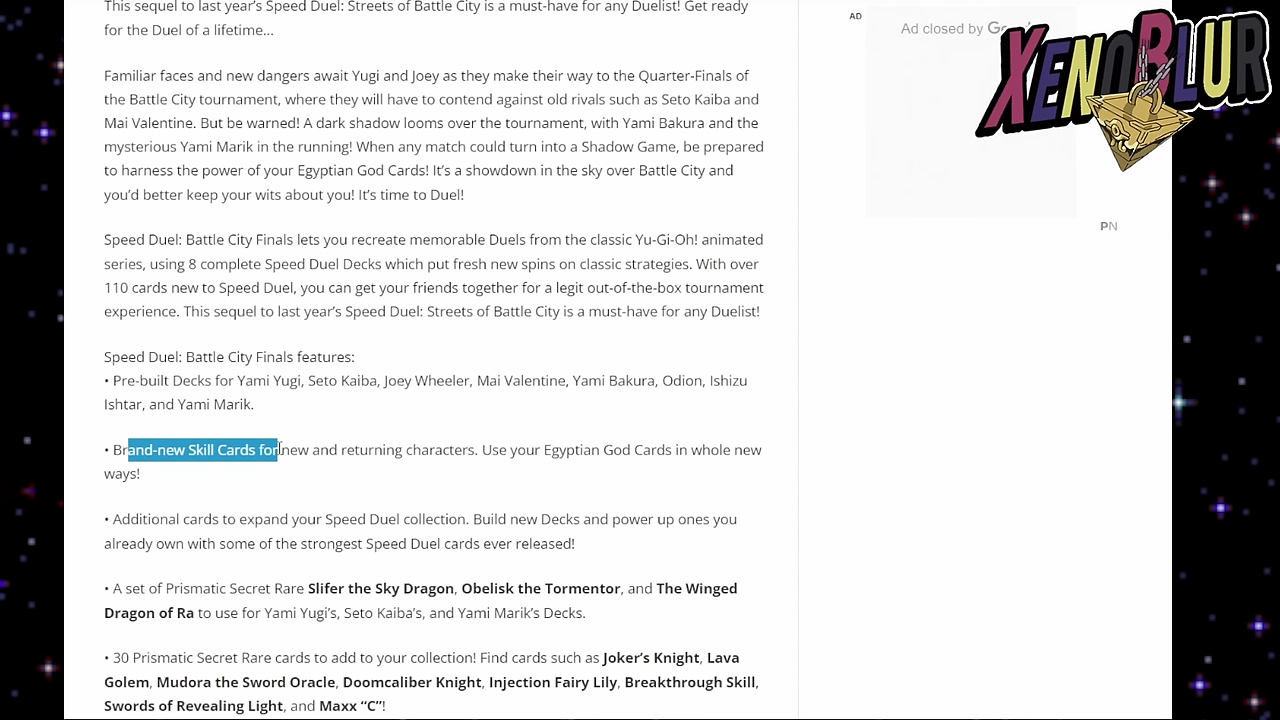 This sequel to last year’s Speed Duel: Streets of Battle City is a must-have for any Duelist! Get ready
for the Duel of a lifetime…
AD
Ad closed by
XENOBLUR
Familiar faces and new dangers await Yugi and Joey as they make their way to the Quarter-Finals of
the Battle City tournament, where they will have to contend against old rivals such as Seto Kaiba and
Mai Valentine. But be warned! A dark shadow looms over the tournament, with Yami Bakura and the
mysterious Yami Marik in the running! When any match could turn into a Shadow Game, be prepared
to harness the power of your Egyptian God Cards! It’s a showdown in the sky over Battle City and
you’d better keep your wits about you! It’s time to Duel!
PN
Speed Duel: Battle City Finals lets you recreate memorable Duels from the classic Yu-Gi-Oh! animated
series, using 8 complete Speed Duel Decks which put fresh new spins on classic strategies. With over
110 cards new to Speed Duel, you can get your friends together for a legit out-of-the-box tournament
experience. This sequel to last year’s Speed Duel: Streets of Battle City is a must-have for any Duelist!
Speed Duel: Battle City Finals features:
• Pre-built Decks for Yami Yugi, Seto Kaiba, Joey Wheeler, Mai Valentine, Yami Bakura, Odion, Ishizu
Ishtar, and Yami Marik.
• Brand-new Skill Cards for new and returning characters. Use your Egyptian God Cards in whole new
ways!
• Additional cards to expand your Speed Duel collection. Build new Decks and power up ones you
already own with some of the strongest Speed Duel cards ever released!
• A set of Prismatic Secret Rare Slifer the Sky Dragon, Obelisk the Tormentor, and The Winged
Dragon of Ra to use for Yami Yugi’s, Seto Kaiba’s, and Yami Marik’s Decks.
• 30 Prismatic Secret Rare cards to add to your collection! Find cards such as Joker’s Knight, Lava
Golem, Mudora the Sword Oracle, Doomcaliber Knight, Injection Fairy Lily, Breakthrough Skill,
Swords of Revealing Light, and Maxx “C”!